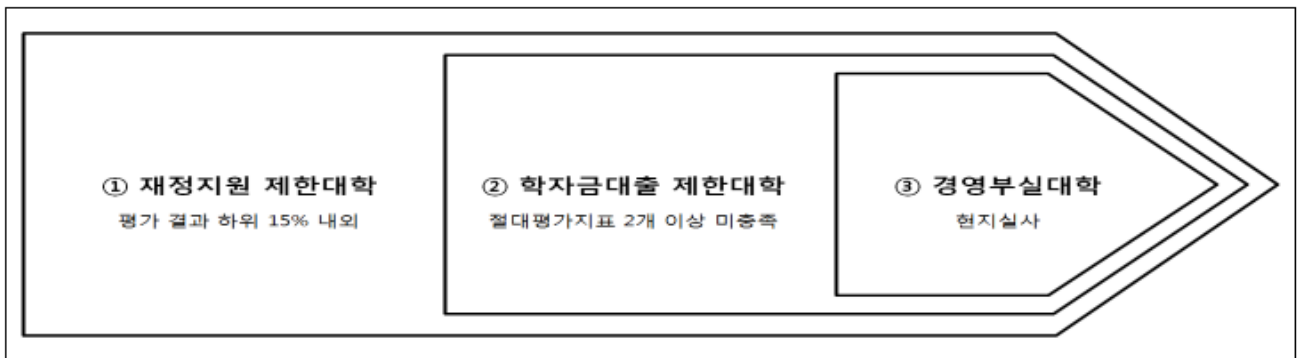 ① 재정지원 제한대학
평가 결과 하위 15% 내외
② 학자금대출 제한대학
절대평가지표 2개 이상 미충족
③ 경영부실대학
현지실사